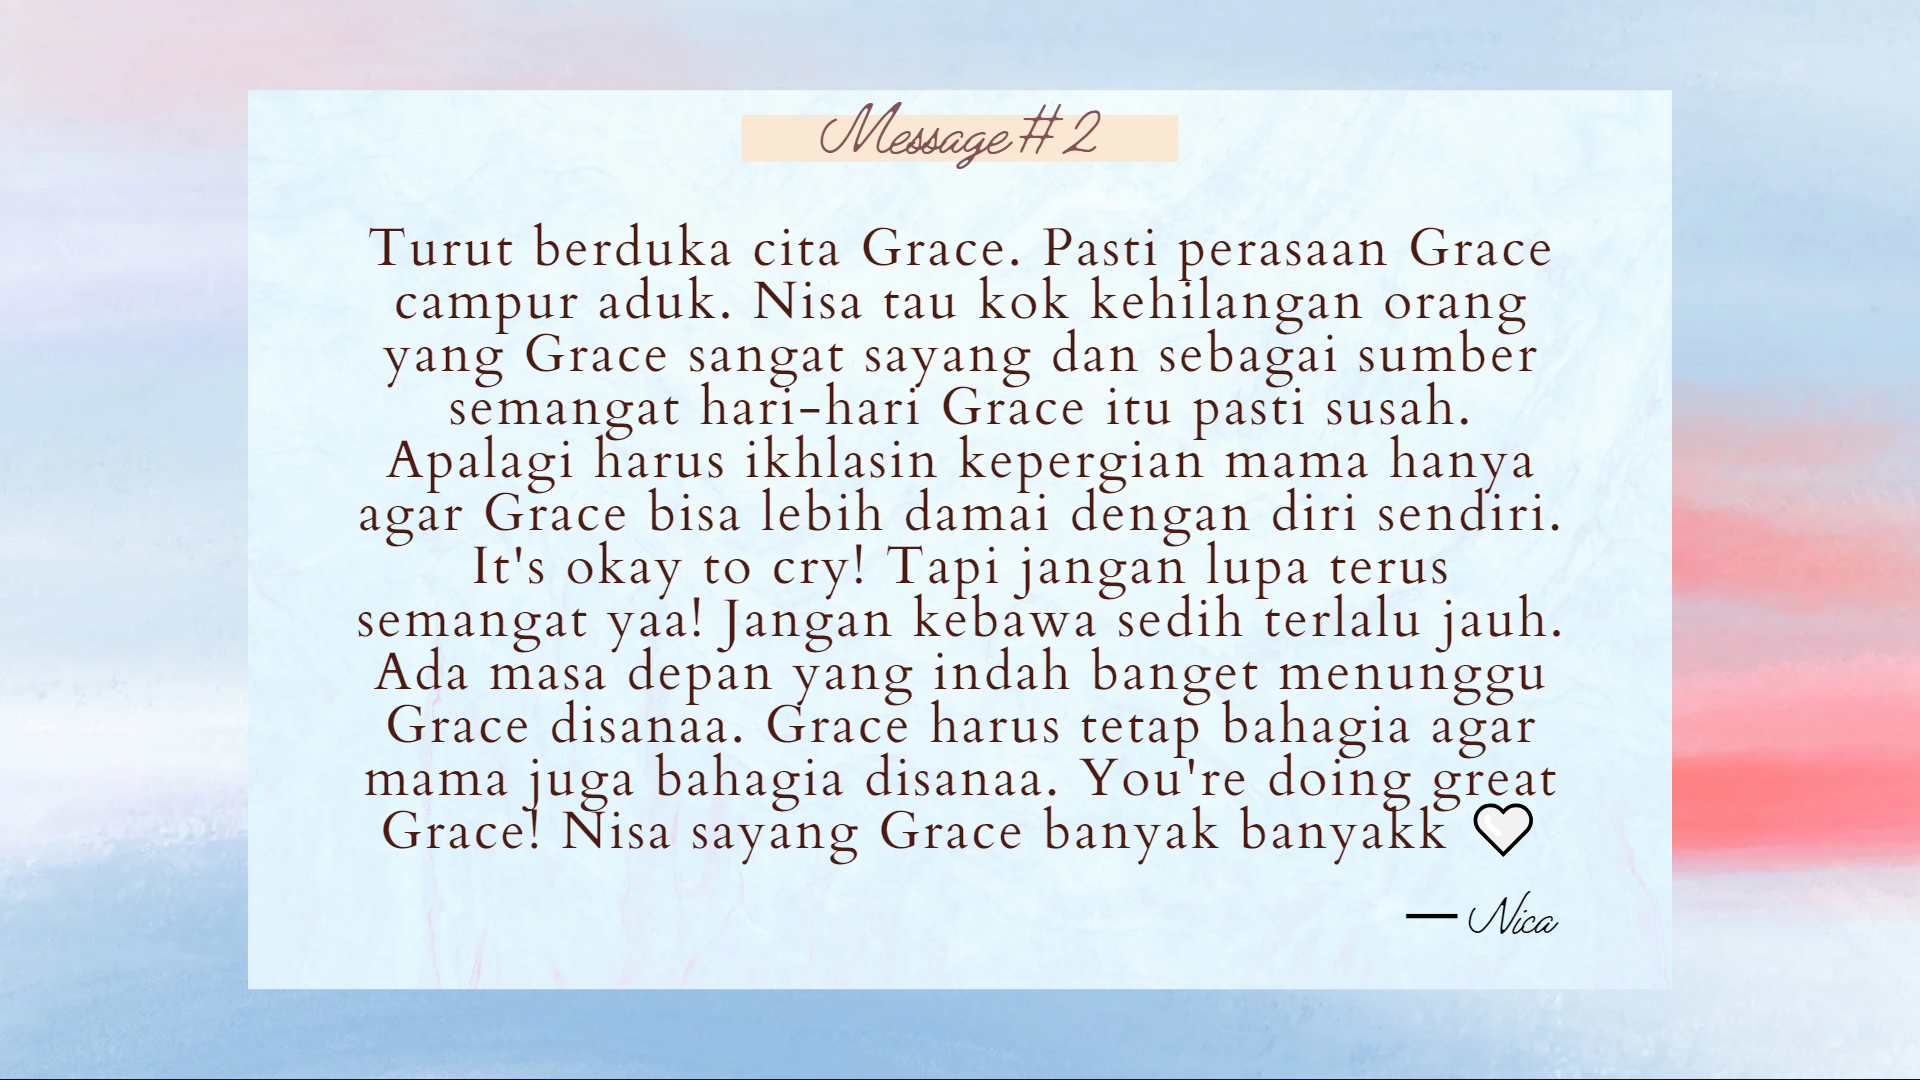 Message #2
Turut berduka cita Grace. Pasti perasaan Grace
campur aduk. Nisa tau kok kehilangan orang
yang Grace sangat sayang dan sebagai sumber
semangat hari-hari Grace itu pasti susah.
Apalagi harus ikhlasin kepergian mama hanya
agar Grace bisa lebih damai dengan diri sendiri.
It's okay to cry! Tapi jangan lupa terus
semangat yaa! Jangan kebawa sedih terlalu jauh.
Ada masa depan yang indah banget menunggu
Grace disanaa. Grace harus tetap bahagia agar
mama juga bahagia disanaa. You're doing great
Grace! Nisa sayang Grace banyak banyakk 🤍
— Nica